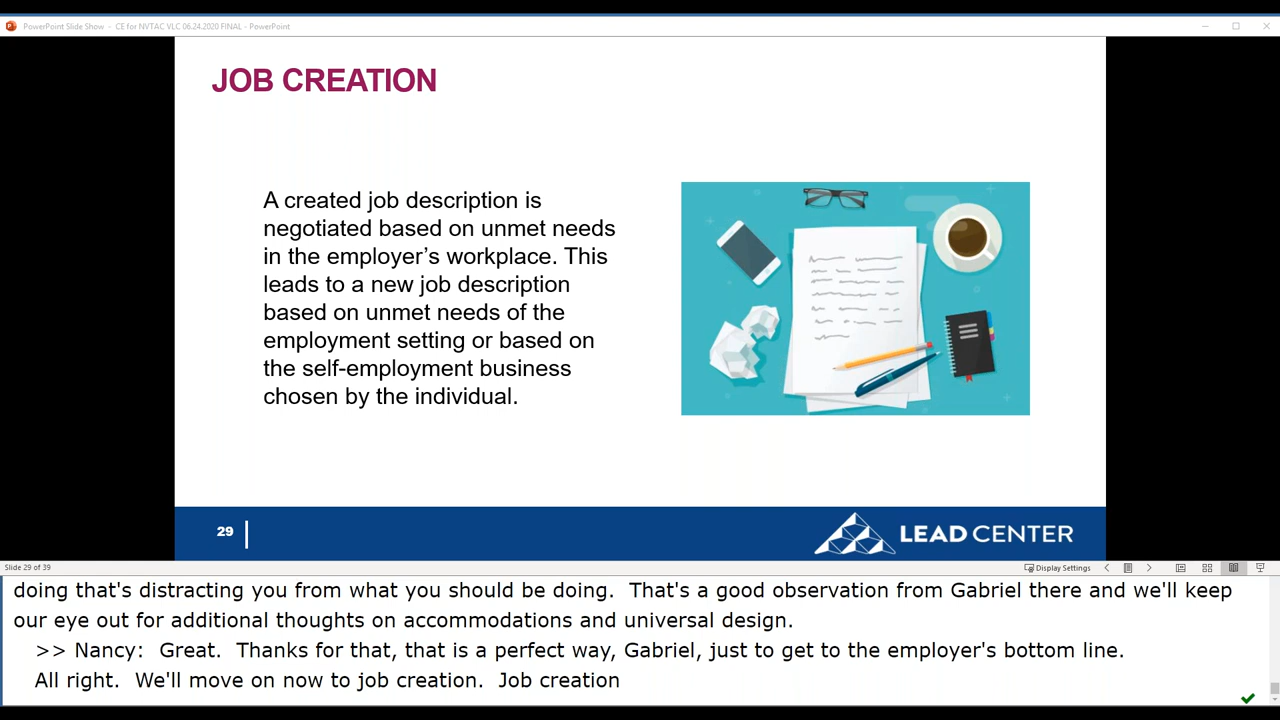 PowerPoint Slide Show - CE for NVTAC VLC 06.24.2020 FINAL - PowerPoint
JOB CREATION
A created job description is
negotiated based on unmet needs
in the employer’s workplace. This
leads to a new job description
based on unmet needs of the
employment setting or based on
the self-employment business
chosen by the individual.
29
LEAD CENTER
Slide 29 of 39
Display Settings
doing that's distracting you from what you should be doing.  That's a good observation from Gabriel there and we'll keep
our eye out for additional thoughts on accommodations and universal design.
>> Nancy:  Great.  Thanks for that, that is a perfect way, Gabriel, just to get to the employer's bottom line.
All right.  We'll move on now to job creation.  Job creation